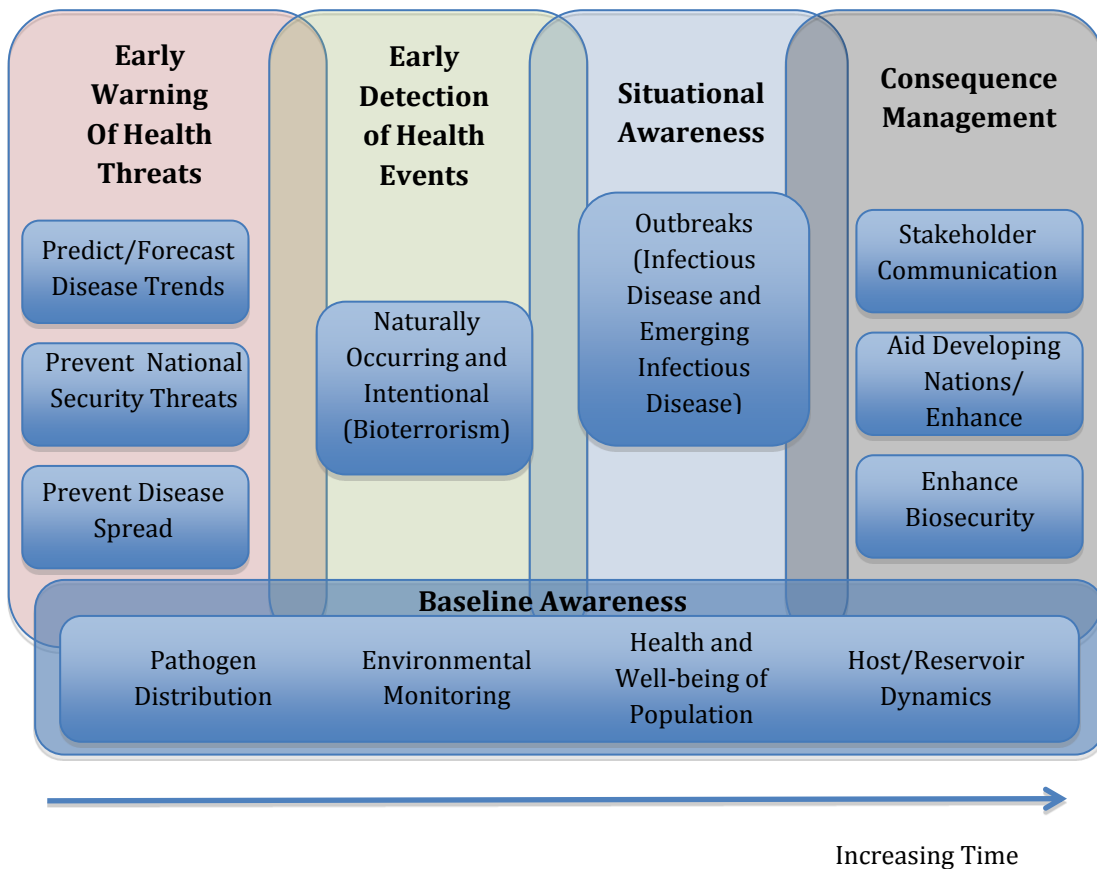 Early
Warning
Of Health
Threats
Predict/Forecast
Disease Trends
Prevent National
Security Threats
Prevent Disease
Spread
Early
Detection
of Health
Events
Naturally
Occurring and
Intentional
(Bioterrorism)
Situational
Awareness
Outbreaks
(Infectious
Disease and
Emerging
Infectious
Disease)
Consequence
Management
Stakeholder
Communication
Aid Developing
Nations/
Enhance
Enhance
Biosecurity
Baseline Awareness
Pathogen
Distribution
Environmental
Monitoring
Health and
Well-being of
Population
Host/Reservoir
Dynamics
Increasing Time